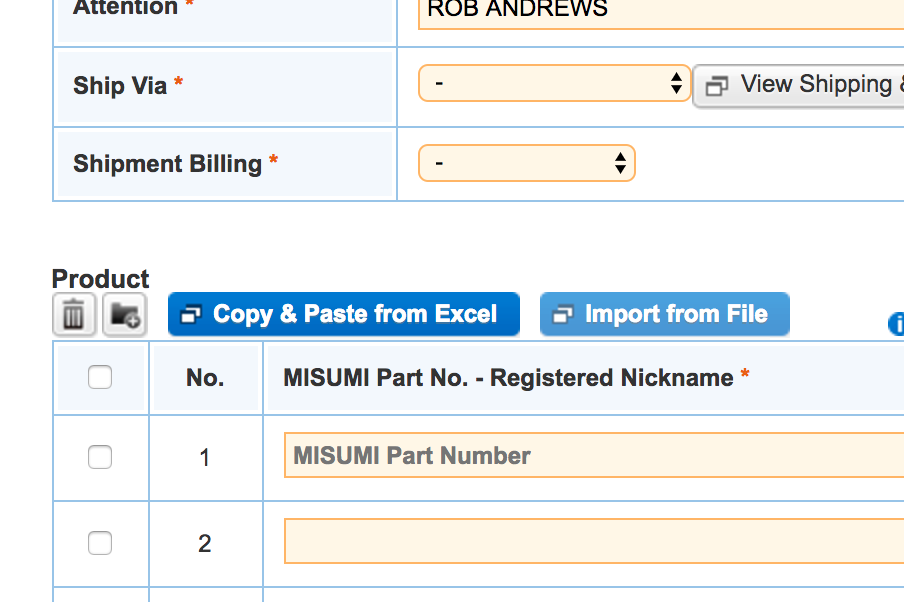 Attention *
ROB ANDREWS
Ship Via *
-
View Shipping &
Shipment Billing *
-
Product
Copy & Paste from Excel
Import from File
i
No.
MISUMI Part No. - Registered Nickname *
1
MISUMI Part Number
2